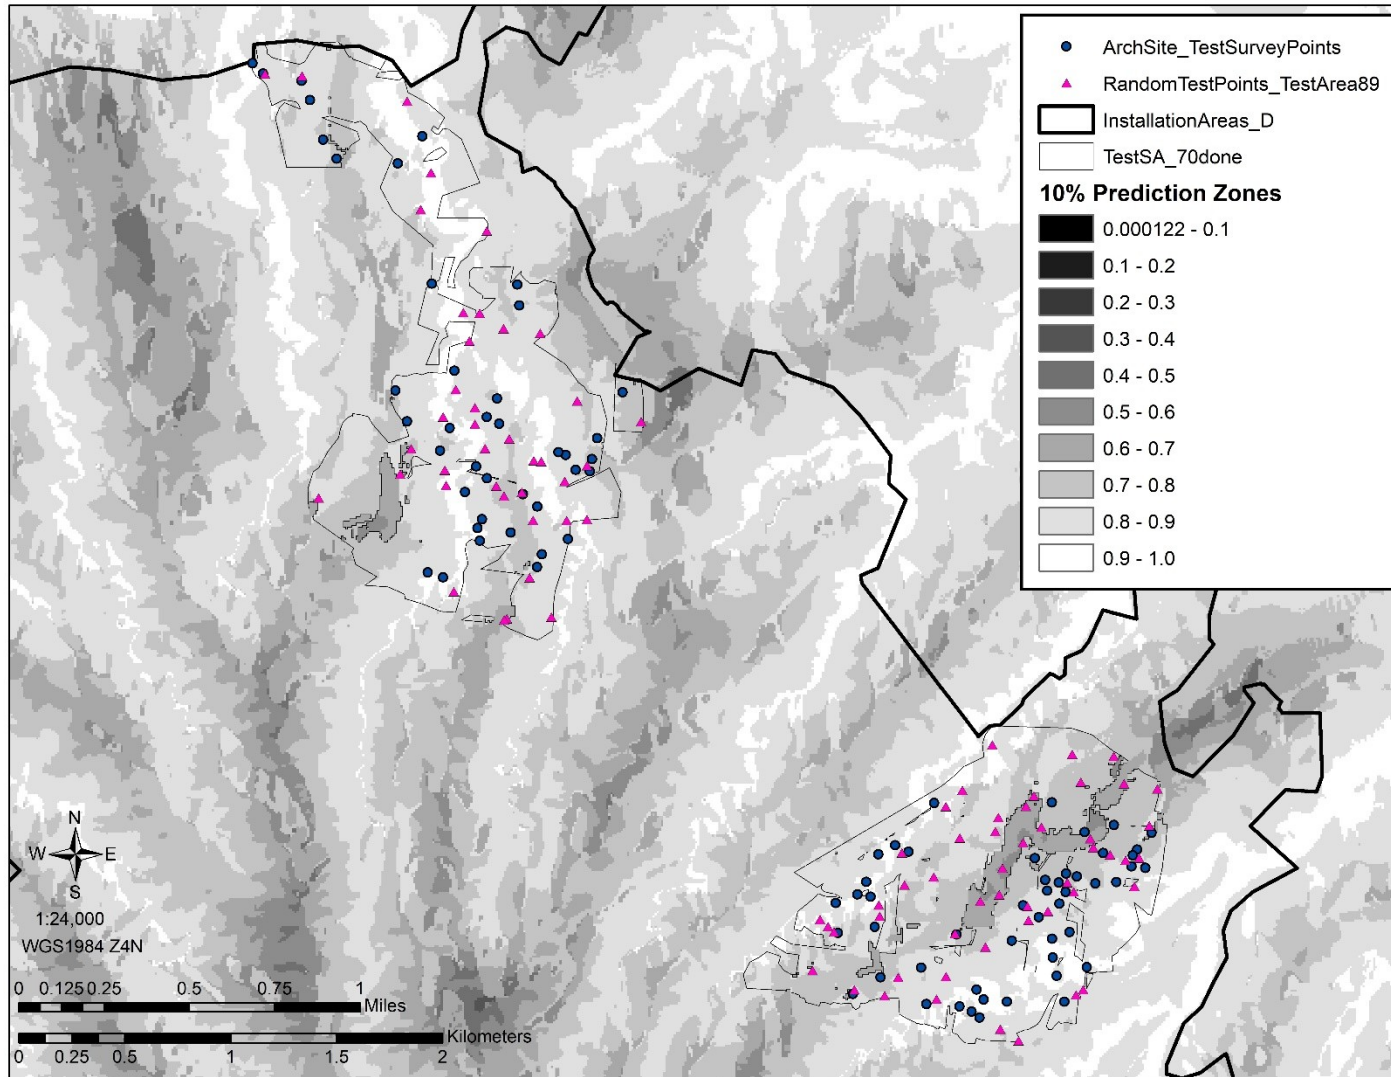 ArchSite_TestSurveyPoints
RandomTestPoints_TestArea89
InstallationAreas_D
TestSA_70done
10% Prediction Zones
0.000122 - 0.1
0.1 - 0.2
0.2 - 0.3
0.3 - 0.4
0.4 - 0.5
0.5 - 0.6
0.6 - 0.7
0.7 - 0.8
0.8 - 0.9
0.9 - 1.0
N
W E
S
1:24,000
WGS1984 Z4N
0 0.125 0.25 0.5 0.75 1
Miles
Kilometers
0 0.25 0.5 1 1.5 2